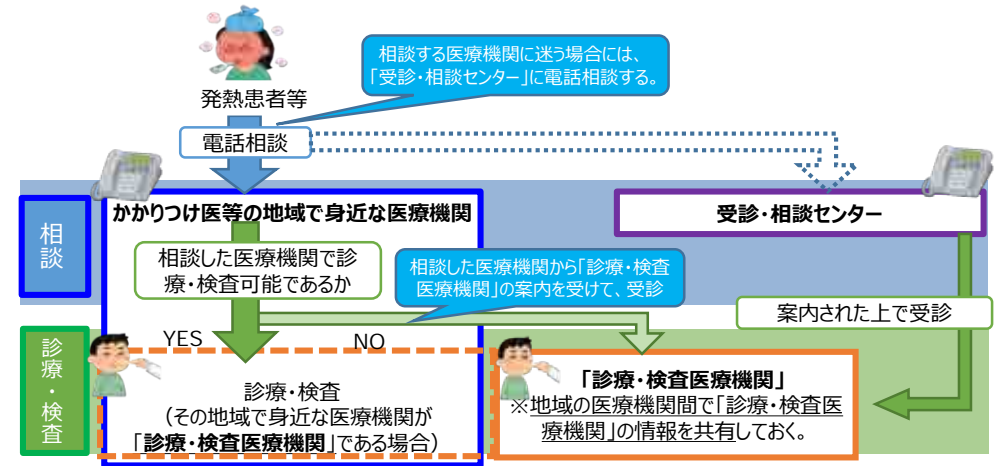 相談する医療機関に迷う場合には、
「受診・相談センター」に電話相談する。
発熱患者等
電話相談
相談
かかりつけ医等の地域で身近な医療機関
受診・相談センター
相談した医療機関で診
療・検査可能であるか
相談した医療機関から「診療・検査
医療機関」の案内を受けて、受診
案内された上で受診
YES
NO
診療・検査
診療・検査
(その地域で身近な医療機関が
「診療・検査医療機関」である場合)
「診療・検査医療機関」
※地域の医療機関間で「診療・検査医
療機関」の情報を共有しておく。